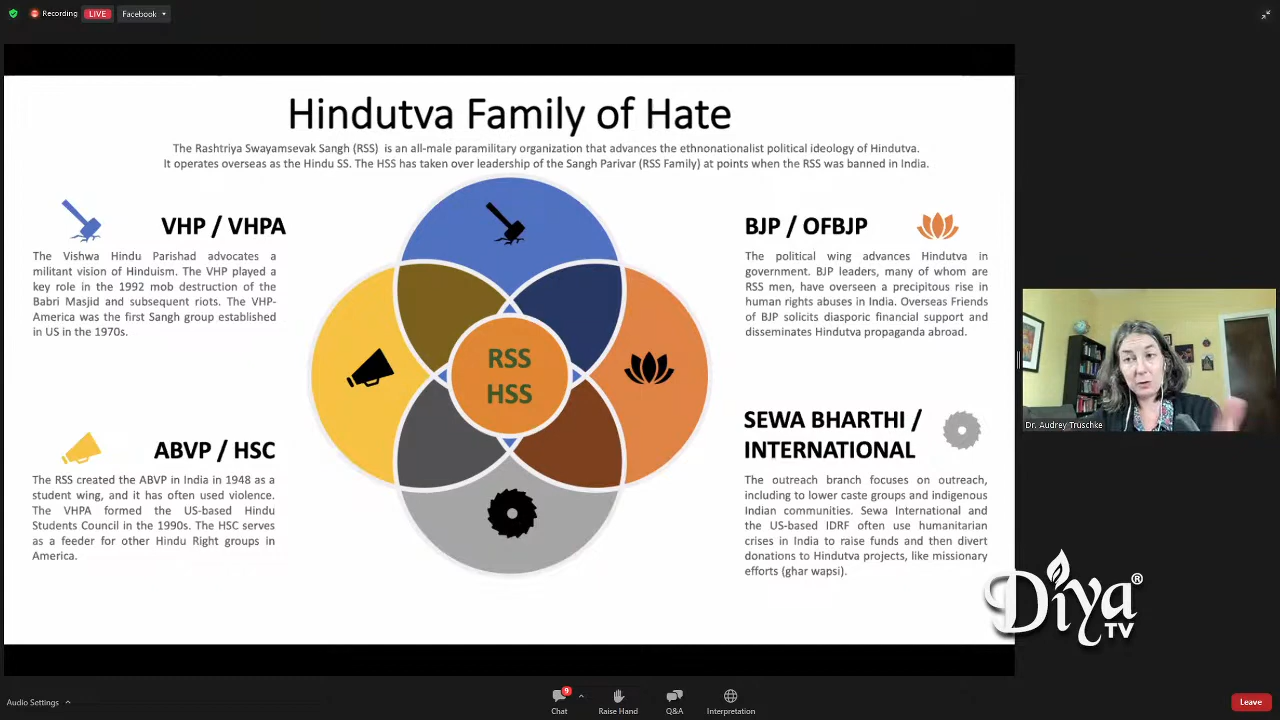 Recording
LIVE
Facebook
Hindutva Family of Hate
The Rashtriya Swayamsevak Sangh (RSS) is an all-male paramilitary organization that advances the ethnonationalist political ideology of Hindutva.
It operates overseas as the Hindu SS. The HSS has taken over leadership of the Sangh Parivar (RSS Family) at points when the RSS was banned in India.
VHP / VHPA
The Vishwa Hindu Parishad advocates a
militant vision of Hinduism. The VHP played a
key role in the 1992 mob destruction of the
Babri Masjid and subsequent riots. The VHP-
America was the first Sangh group established
in US in the 1970s.
BJP / OFBJP
The political wing advances Hindutva in
government. BJP leaders, many of whom are
RSS men, have overseen a precipitous rise in
human rights abuses in India. Overseas Friends
of BJP solicits diasporic financial support and
disseminates Hindutva propaganda abroad.
RSS
HSS
ABVP / HSC
The RSS created the ABVP in India in 1948 as a
student wing, and it has often used violence.
The VHPA formed the US-based Hindu
Students Council in the 1990s. The HSC serves
as a feeder for other Hindu Right groups in
America.
SEWA BHARTHI /
INTERNATIONAL
The outreach branch focuses on outreach,
including to lower caste groups and indigenous
Indian communities. Sewa International and
the US-based IDRF often use humanitarian
crises in India to raise funds and then divert
donations to Hindutva projects, like missionary
efforts (ghar wapsi).
Dr. Audrey Truschke
Diya®
TV
Audio Settings
9
Chat
Raise Hand
Q&A
Interpretation
Leave